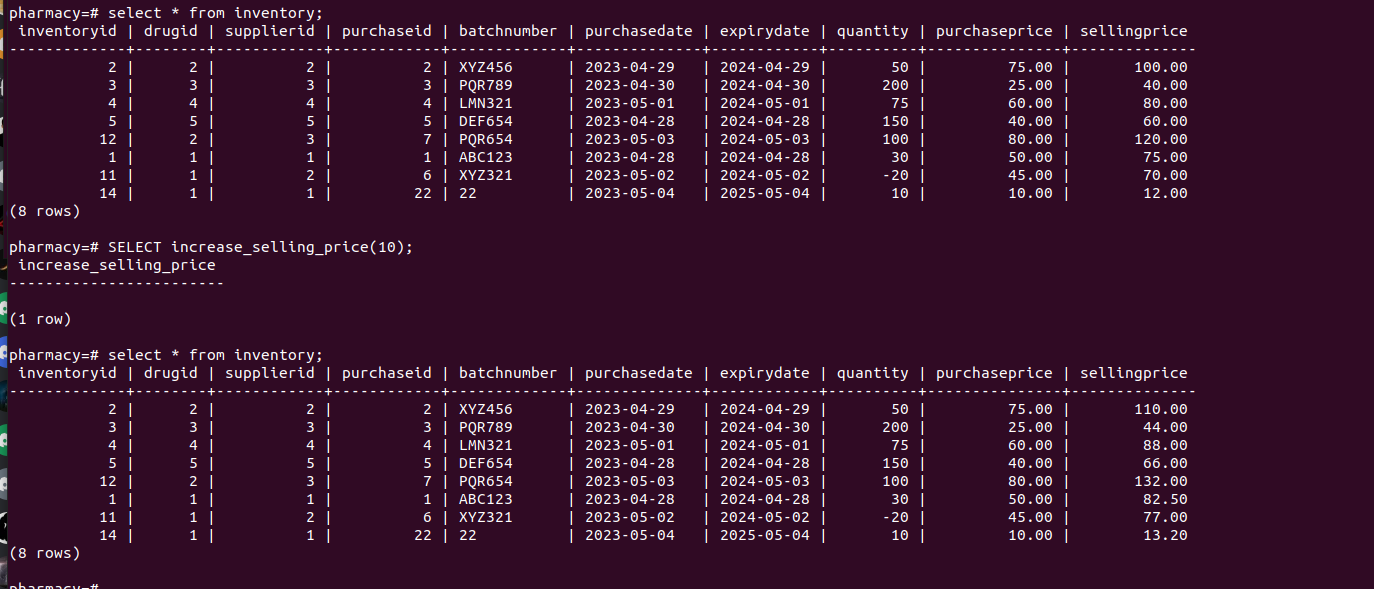 pharmacy=# select * from inventory;
 inventoryid | drugid | supplierid | purchaseid | batchnumber | purchasedate | expirydate | quantity | purchaseprice | sellingprice
-------------+--------+------------+------------+-------------+--------------+------------+----------+---------------+--------------
           2 |      2 |          2 |          2 | XYZ456      | 2023-04-29   | 2024-04-29 |       50 |         75.00 |       100.00
           3 |      3 |          3 |          3 | PQR789      | 2023-04-30   | 2024-04-30 |      200 |         25.00 |        40.00
           4 |      4 |          4 |          4 | LMN321      | 2023-05-01   | 2024-05-01 |       75 |         60.00 |        80.00
           5 |      5 |          5 |          5 | DEF654      | 2023-04-28   | 2024-04-28 |      150 |         40.00 |        60.00
          12 |      2 |          3 |          7 | PQR654      | 2023-05-03   | 2024-05-03 |      100 |         80.00 |       120.00
           1 |      1 |          1 |          1 | ABC123      | 2023-04-28   | 2024-04-28 |       30 |         50.00 |        75.00
          11 |      1 |          2 |          6 | XYZ321      | 2023-05-02   | 2024-05-02 |      -20 |         45.00 |        70.00
          14 |      1 |          1 |         22 | 22          | 2023-05-04   | 2025-05-04 |       10 |         10.00 |        12.00
(8 rows)
pharmacy=# SELECT increase_selling_price(10);
 increase_selling_price
------------------------
(1 row)
pharmacy=# select * from inventory;
 inventoryid | drugid | supplierid | purchaseid | batchnumber | purchasedate | expirydate | quantity | purchaseprice | sellingprice
-------------+--------+------------+------------+-------------+--------------+------------+----------+---------------+--------------
           2 |      2 |          2 |          2 | XYZ456      | 2023-04-29   | 2024-04-29 |       50 |         75.00 |       110.00
           3 |      3 |          3 |          3 | PQR789      | 2023-04-30   | 2024-04-30 |      200 |         25.00 |        44.00
           4 |      4 |          4 |          4 | LMN321      | 2023-05-01   | 2024-05-01 |       75 |         60.00 |        88.00
           5 |      5 |          5 |          5 | DEF654      | 2023-04-28   | 2024-04-28 |      150 |         40.00 |        66.00
          12 |      2 |          3 |          7 | PQR654      | 2023-05-03   | 2024-05-03 |      100 |         80.00 |       132.00
           1 |      1 |          1 |          1 | ABC123      | 2023-04-28   | 2024-04-28 |       30 |         50.00 |        82.50
          11 |      1 |          2 |          6 | XYZ321      | 2023-05-02   | 2024-05-02 |      -20 |         45.00 |        77.00
          14 |      1 |          1 |         22 | 22          | 2023-05-04   | 2025-05-04 |       10 |         10.00 |        13.20
(8 rows)
pharmacy=#